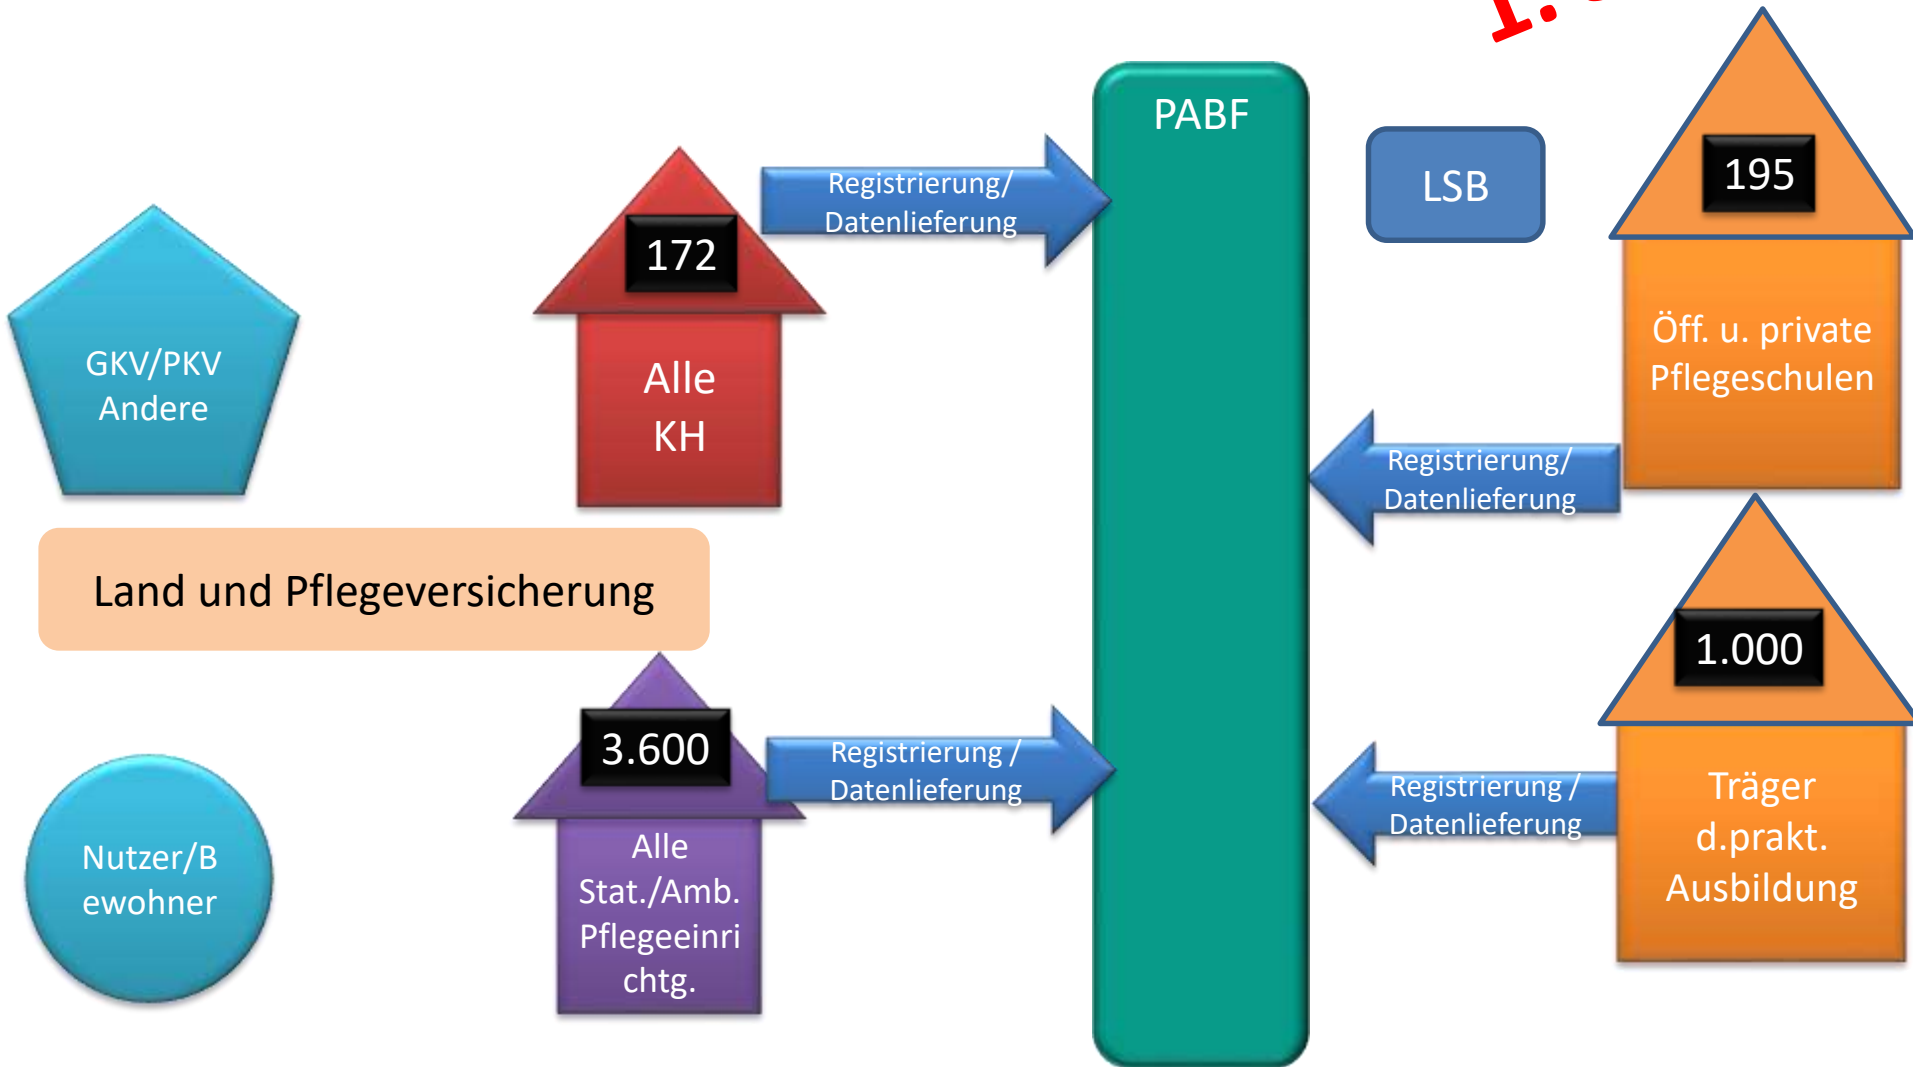 1.
PABF
LSB
195
Registrierung/
Datenlieferung
172
GKV/PKV
Andere
Alle
KH
Öff. u. private
Pflegeschulen
Registrierung/
Datenlieferung
Land und Pflegeversicherung
1.000
3.600
Registrierung /
Datenlieferung
Registrierung /
Datenlieferung
Träger
d.prakt.
Ausbildung
Nutzer/B
ewohner
Alle
Stat./Amb.
Pflegeeinri
chtg.